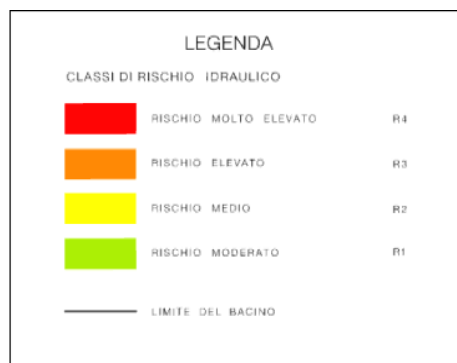 LEGENDA
CLASSI DI RISCHIO IDRAULICO
RISCHIO MOLTO ELEVATO R4
RISCHIO ELEVATO R3
RISCHIO MEDIO R2
RISCHIO MODERATO R1
LIMITE DEL BACINO